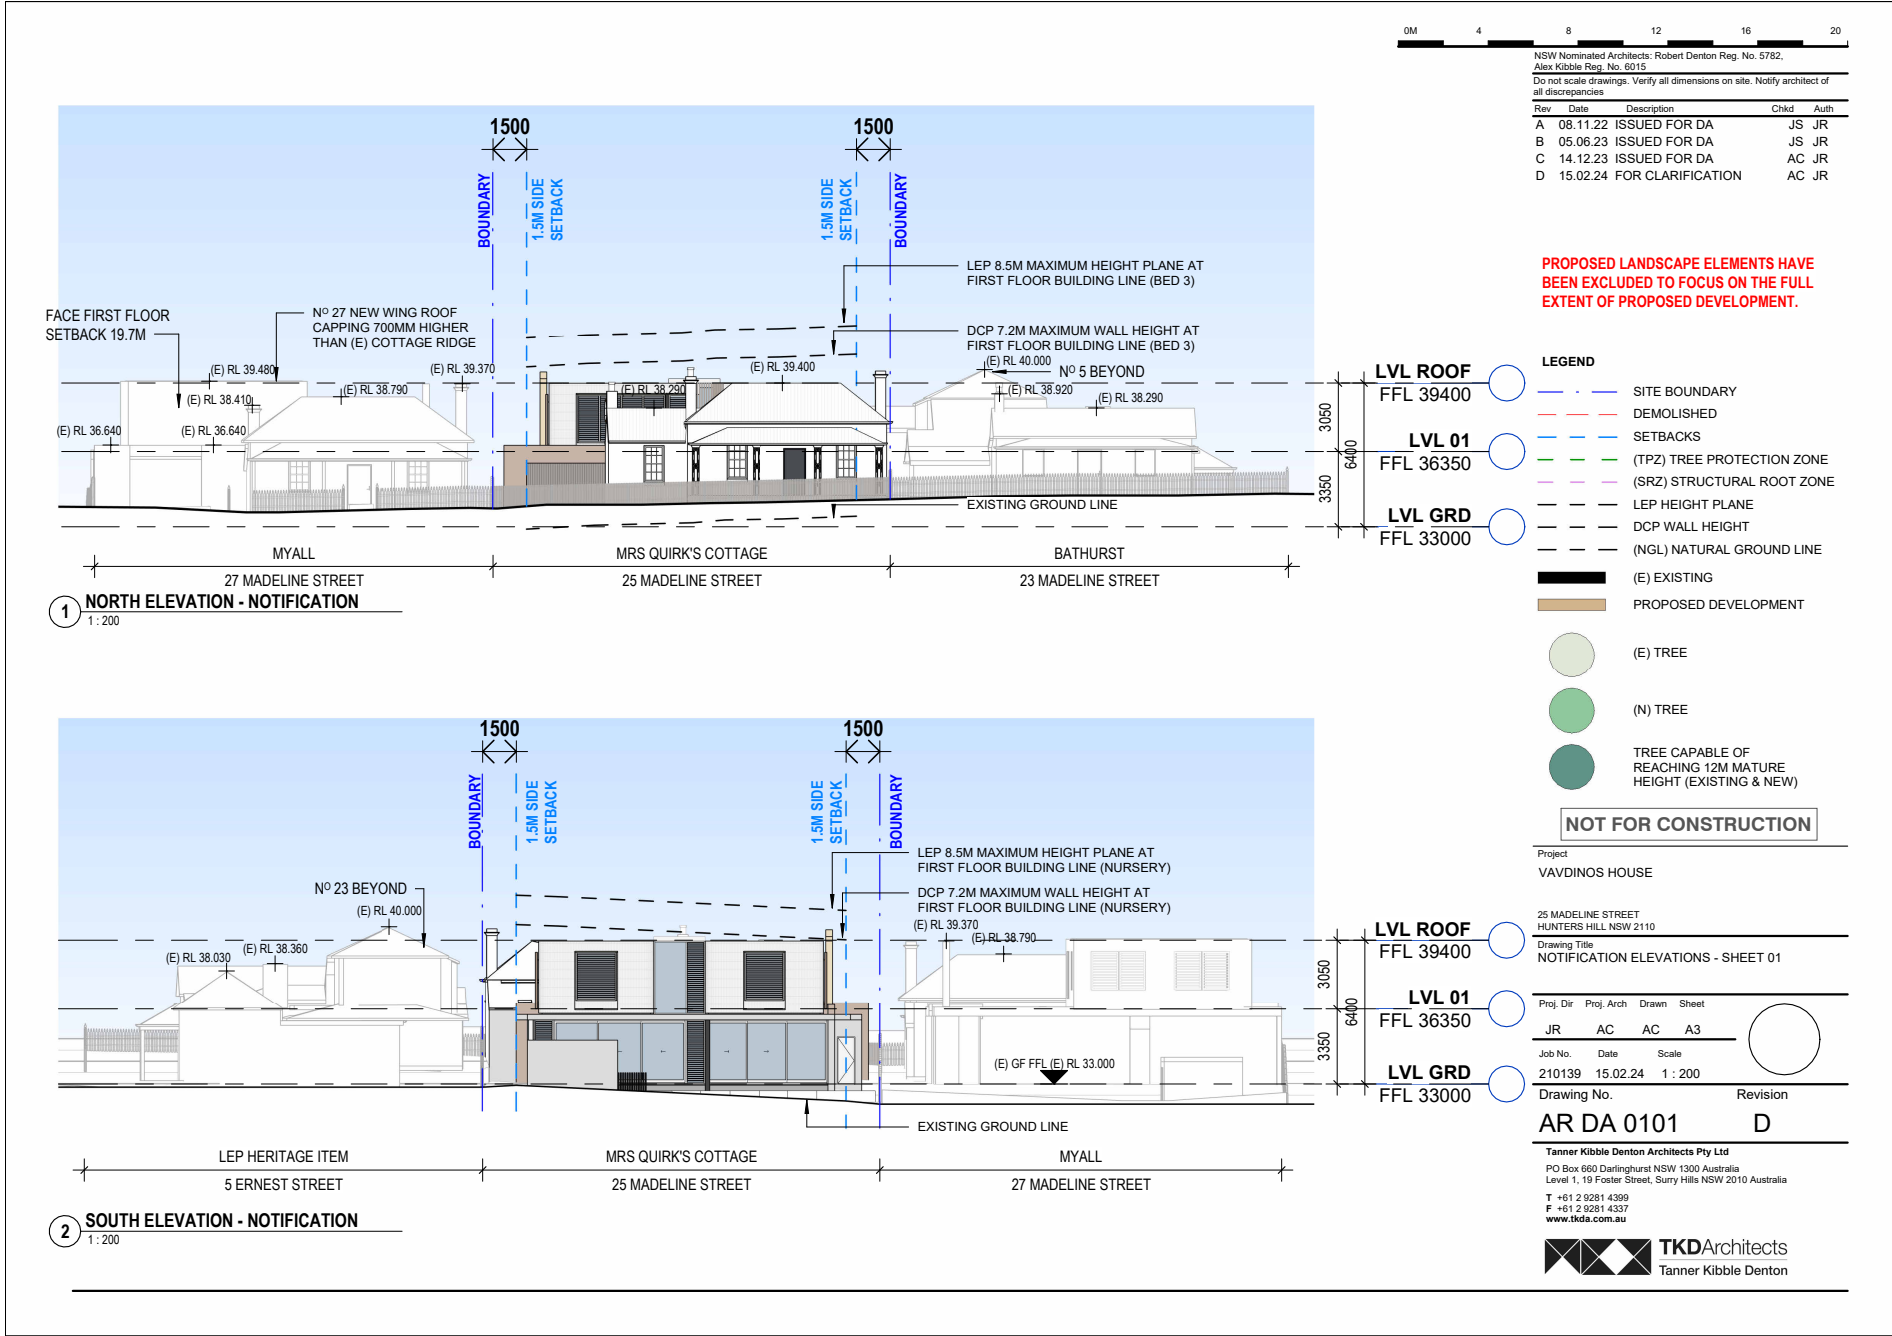 0M 4 8 12 16 20
NSW Nominated Architects: Robert Denton Reg. No. 5782,
Alex Kibble Reg. No. 6015
Do not scale drawings. Verify all dimensions on site. Notify architect of
all discrepancies
Rev Date Description Chkd Auth
A 08.11.22 ISSUED FOR DA JS JR
B 05.06.23 ISSUED FOR DA JS JR
C 14.12.23 ISSUED FOR DA AC JR
D 15.02.24 FOR CLARIFICATION AC JR
PROPOSED LANDSCAPE ELEMENTS HAVE
BEEN EXCLUDED TO FOCUS ON THE FULL
EXTENT OF PROPOSED DEVELOPMENT.
1500
1500
BOUNDARY
1.5M SIDE
SETBACK
1.5M SIDE
SETBACK
BOUNDARY
LEP 8.5M MAXIMUM HEIGHT PLANE AT
FIRST FLOOR BUILDING LINE (BED 3)
DCP 7.2M MAXIMUM WALL HEIGHT AT
FIRST FLOOR BUILDING LINE (BED 3)
FACE FIRST FLOOR
SETBACK 19.7M
Nº 27 NEW WING ROOF
CAPPING 700MM HIGHER
THAN (E) COTTAGE RIDGE
(E) RL 39.480
(E) RL 39.370
(E) RL 38.790
(E) RL 38.410
(E) RL 36.640
(E) RL 36.640
(E) RL 38.290
(E) RL 39.400
(E) RL 40.000
Nº 5 BEYOND
(E) RL 38.920
(E) RL 38.290
EXISTING GROUND LINE
3050
6400
3350
LVL ROOF
FFL 39400
LVL 01
FFL 36350
LVL GRD
FFL 33000
MYALL
27 MADELINE STREET
MRS QUIRK'S COTTAGE
25 MADELINE STREET
BATHURST
23 MADELINE STREET
1 NORTH ELEVATION - NOTIFICATION
1 : 200
LEGEND
SITE BOUNDARY
DEMOLISHED
SETBACKS
(TPZ) TREE PROTECTION ZONE
(SRZ) STRUCTURAL ROOT ZONE
LEP HEIGHT PLANE
DCP WALL HEIGHT
(NGL) NATURAL GROUND LINE
(E) EXISTING
PROPOSED DEVELOPMENT
(E) TREE
(N) TREE
TREE CAPABLE OF
REACHING 12M MATURE
HEIGHT (EXISTING & NEW)
1500
1500
BOUNDARY
1.5M SIDE
SETBACK
1.5M SIDE
SETBACK
BOUNDARY
LEP 8.5M MAXIMUM HEIGHT PLANE AT
FIRST FLOOR BUILDING LINE (NURSERY)
DCP 7.2M MAXIMUM WALL HEIGHT AT
FIRST FLOOR BUILDING LINE (NURSERY)
Nº 23 BEYOND
(E) RL 40.000
(E) RL 38.360
(E) RL 38.030
(E) RL 39.370
(E) RL 38.790
(E) GF FFL (E) RL 33.000
EXISTING GROUND LINE
3050
6400
3350
LVL ROOF
FFL 39400
LVL 01
FFL 36350
LVL GRD
FFL 33000
LEP HERITAGE ITEM
5 ERNEST STREET
MRS QUIRK'S COTTAGE
25 MADELINE STREET
MYALL
27 MADELINE STREET
2 SOUTH ELEVATION - NOTIFICATION
1 : 200
NOT FOR CONSTRUCTION
Project
VAVDINOS HOUSE
25 MADELINE STREET
HUNTERS HILL NSW 2110
Drawing Title
NOTIFICATION ELEVATIONS - SHEET 01
Proj. Dir Proj. Arch Drawn Sheet
JR AC AC A3
Job No. Date Scale
210139 15.02.24 1 : 200
Drawing No. Revision
AR DA 0101 D
Tanner Kibble Denton Architects Pty Ltd
PO Box 660 Darlinghurst NSW 1300 Australia
Level 1, 19 Foster Street, Surry Hills NSW 2010 Australia
T +61 2 9281 4399
F +61 2 9281 4337
www.tkda.com.au
TKDArchitects
Tanner Kibble Denton